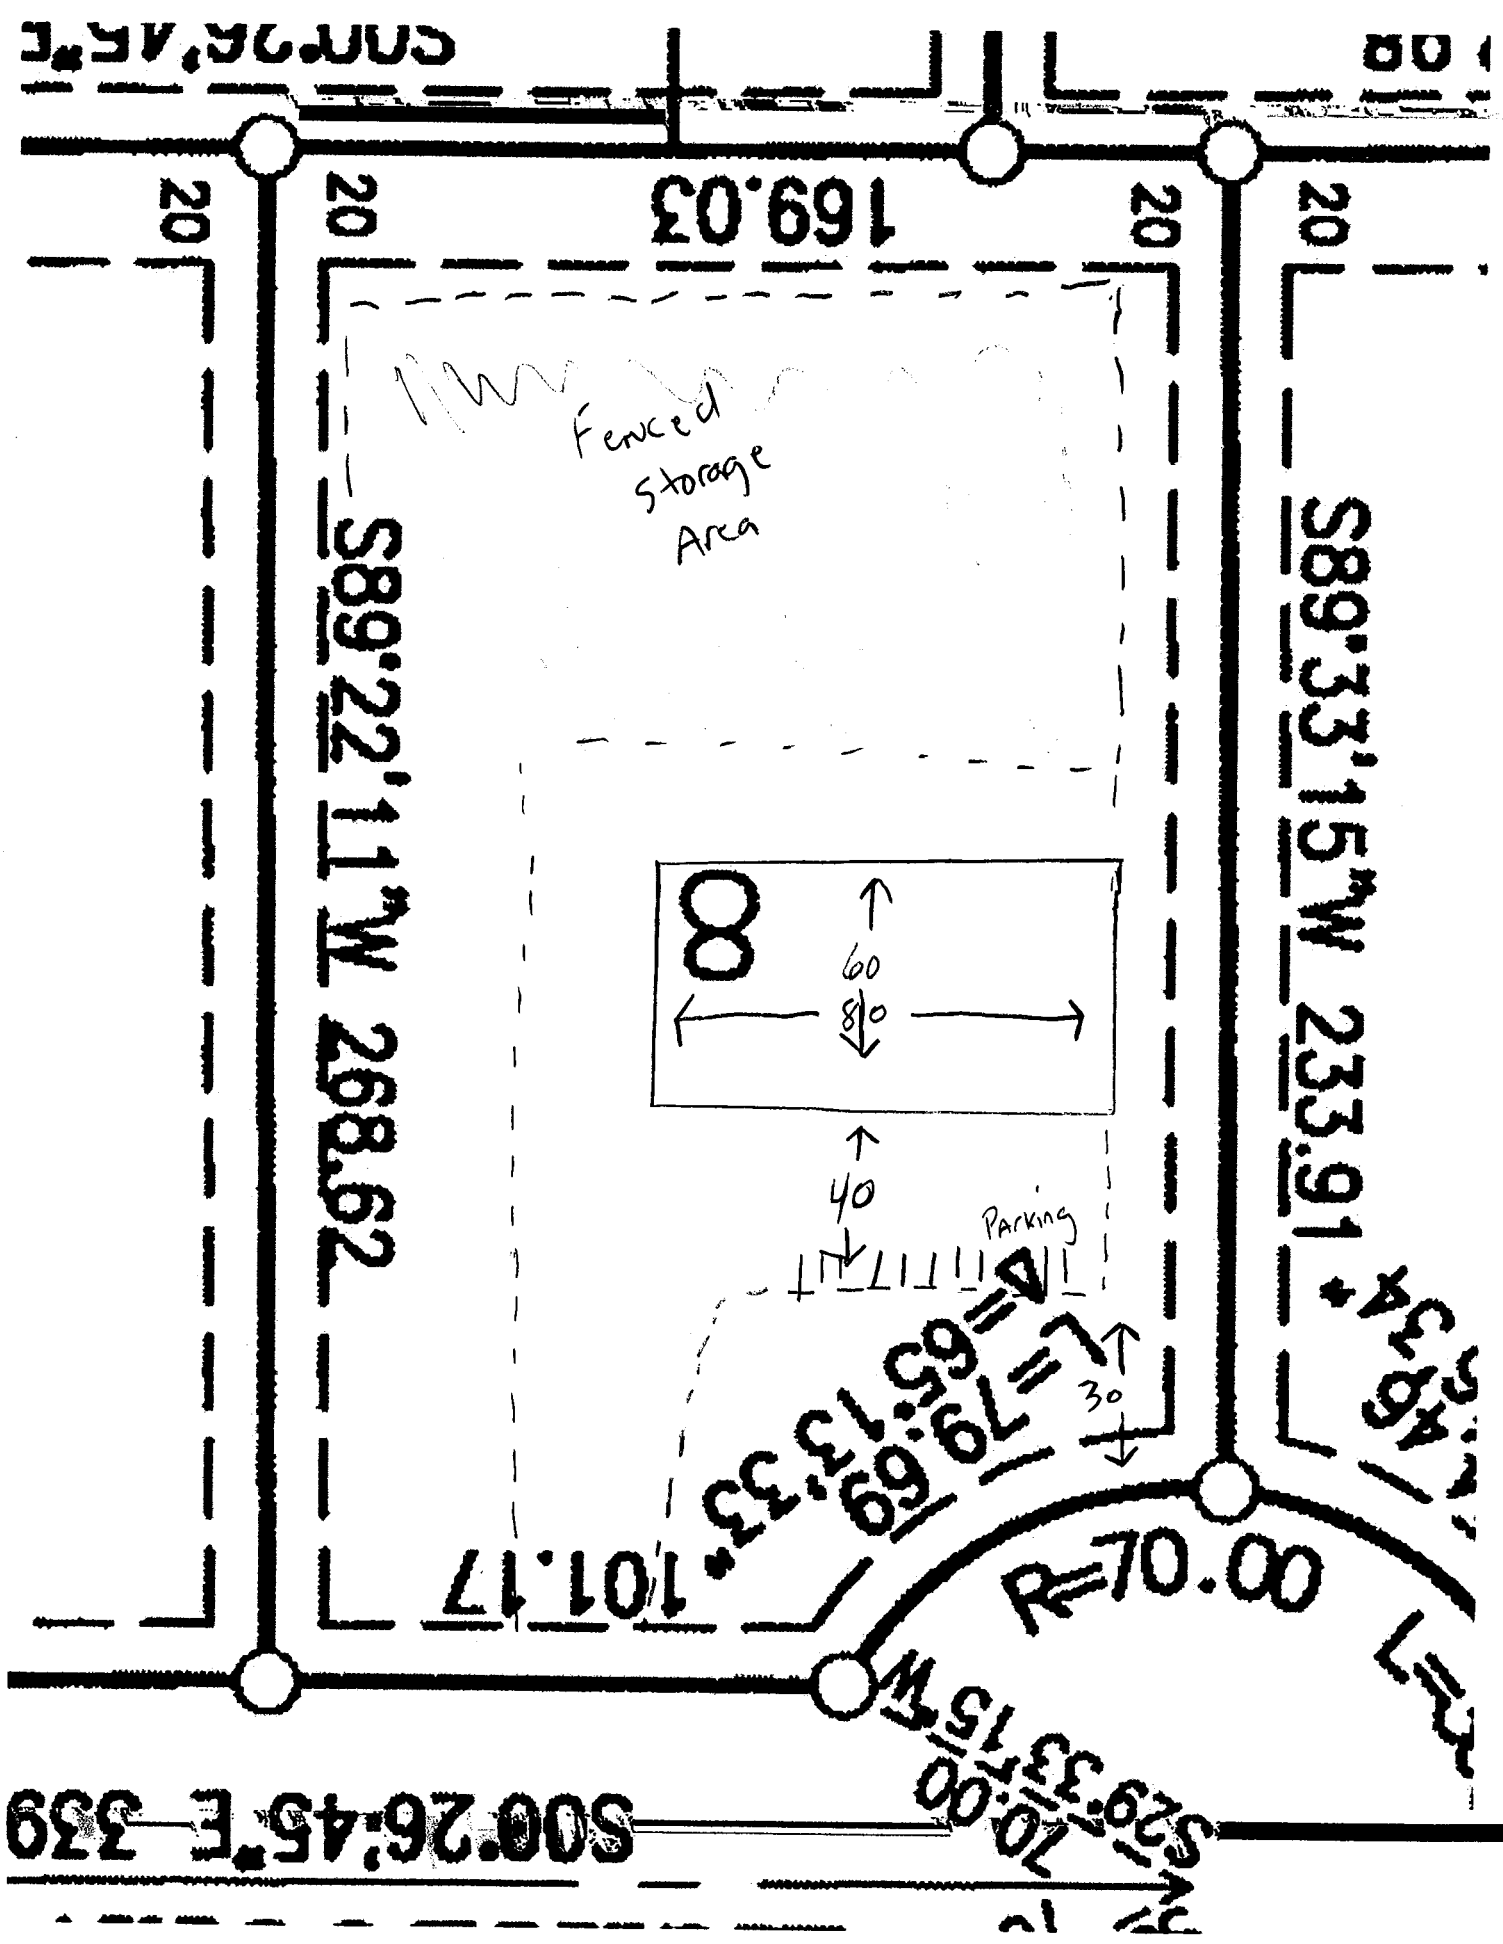 S00°26'45"E
20
20
169.03
20
20
Fenced
Storage
Area
S89°22'11"W 268.62
S89°33'15"W 233.91
8
60
80
40
Parking
Δ=65°13'33"
L=79.69
30
101.17
R=70.00
S29°33'15"W
70.00
S00°26'45"E 339